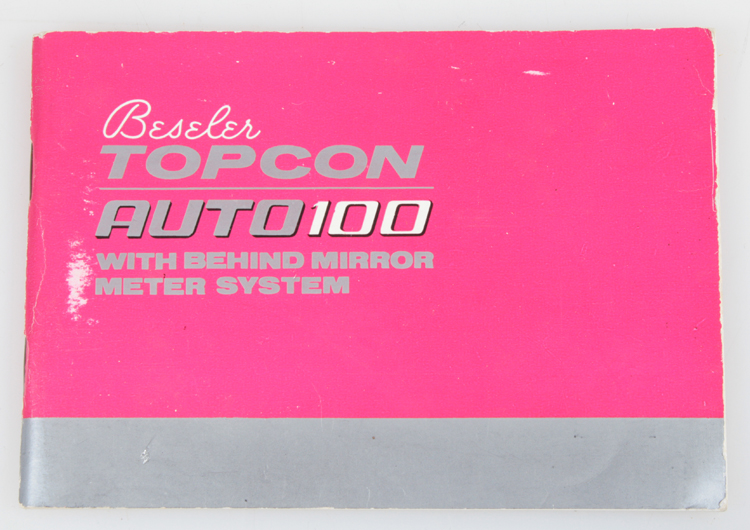 Beseler
TOPCON
AUTO100
WITH BEHIND MIRROR
METER SYSTEM